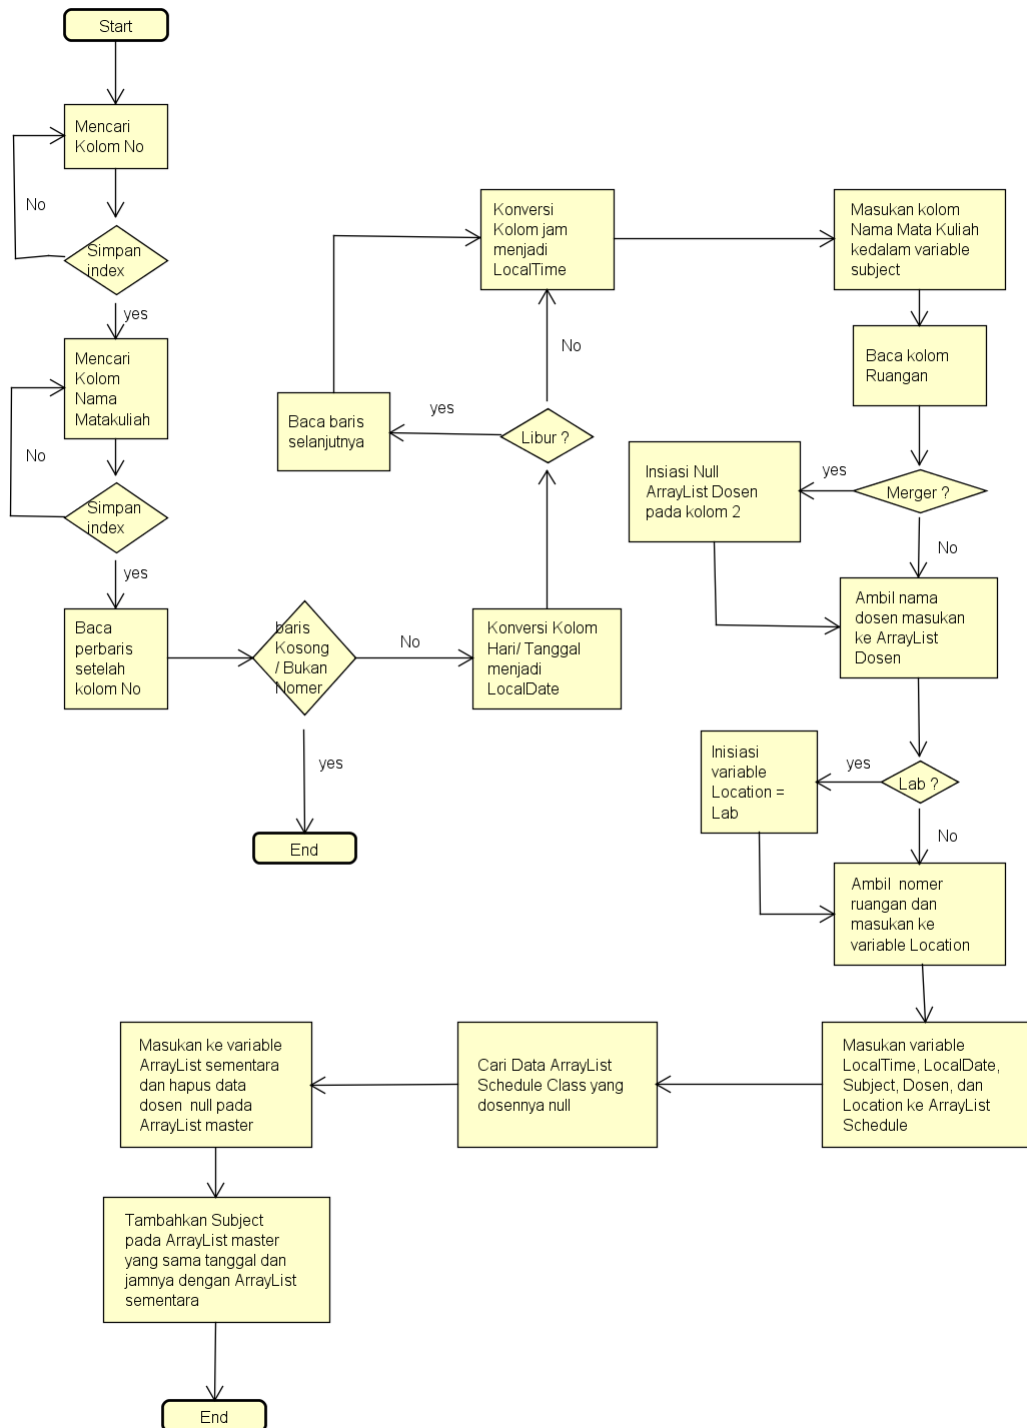 Start
Mencari
Kolom No
No
Simpan
index
yes
Mencari
Kolom
Nama
Matakuliah
No
Simpan
index
yes
Baca
perbaris
setelah
kolom No
baris
Kosong
/ Bukan
Nomer
yes
End
No
Konversi Kolom
Hari/ Tanggal
menjadi
LocalDate
Libur ?
yes
Baca baris
selanjutnya
No
Konversi
Kolom jam
menjadi
LocalTime
Masukan kolom
Nama Mata Kuliah
kedalam variable
subject
Baca kolom
Ruangan
Merger ?
yes
Insiasi Null
ArrayList Dosen
pada kolom 2
No
Ambil nama
dosen masukan
ke ArrayList
Dosen
Lab ?
yes
Inisiasi
variable
Location =
Lab
No
Ambil nomer
ruangan dan
masukan ke
variable Location
Masukan variable
LocalTime, LocalDate,
Subject, Dosen, dan
Location ke ArrayList
Schedule
Cari Data ArrayList
Schedule Class yang
dosennya null
Masukan ke variable
ArrayList sementara
dan hapus data
dosen null pada
ArrayList master
Tambahkan Subject
pada ArrayList master
yang sama tanggal dan
jamnya dengan ArrayList
sementara
End